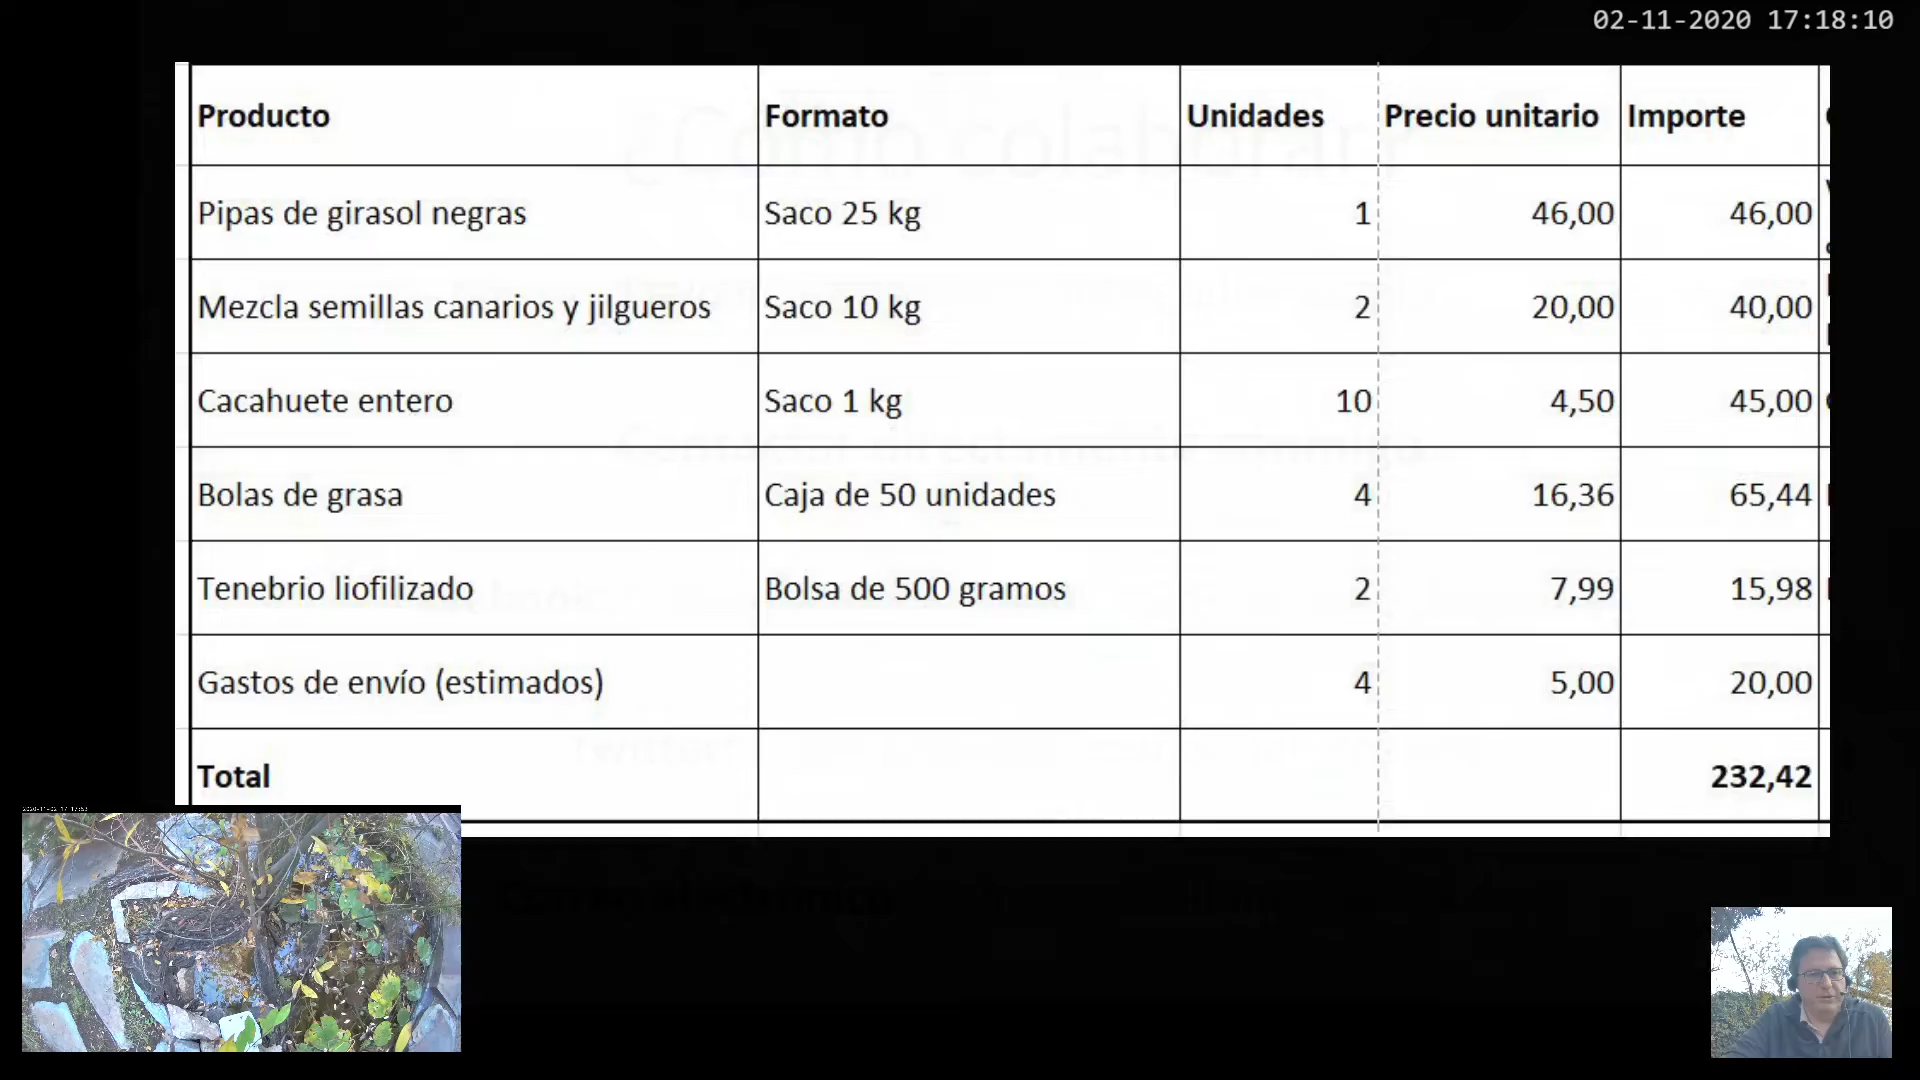 02-11-2020 17:18:10
Producto Formato Unidades Precio unitario Importe
Pipas de girasol negras Saco 25 kg 1 46,00 46,00
Mezcla semillas canarios y jilgueros Saco 10 kg 2 20,00 40,00
Cacahuete entero Saco 1 kg 10 4,50 45,00
Bolas de grasa Caja de 50 unidades 4 16,36 65,44
Tenebrio liofilizado Bolsa de 500 gramos 2 7,99 15,98
Gastos de envío (estimados) 4 5,00 20,00
Total 232,42